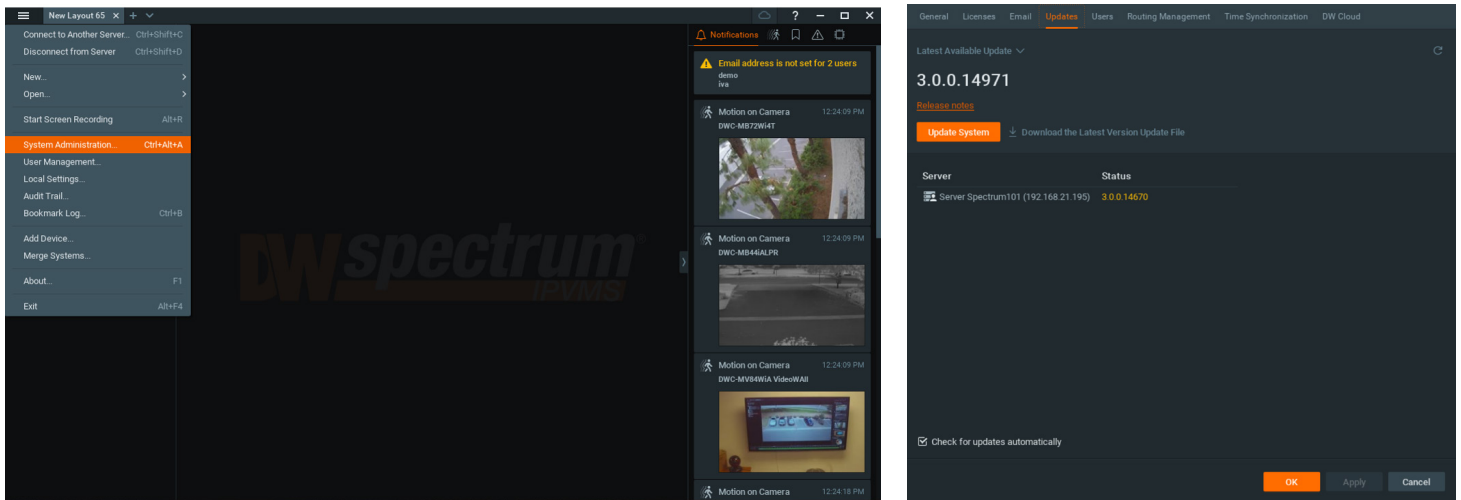 New Layout 65
?
Connect to Another Server... Ctrl+Shift+C
Disconnect from Server Ctrl+Shift+D
New...
Open...
Start Screen Recording Alt+R
System Administration... Ctrl+Alt+A
User Management...
Local Settings...
Audit Trail...
Bookmark Log... Ctrl+B
Add Device...
Merge Systems...
About... F1
Exit Alt+F4
DW spectrum
IPVMS
Notifications
Email address is not set for 2 users
demo
iva
Motion on Camera 12:24:09 PM
DWC-MB72Wi4T
Motion on Camera 12:24:09 PM
DWC-MB44iALPR
Motion on Camera 12:24:09 PM
DWC-MV84WiA VideoWAll
Motion on Camera 12:24:18 PM
General Licenses Email Updates Users Routing Management Time Synchronization DW Cloud
Latest Available Update
3.0.0.14971
Release notes
Update System Download the Latest Version Update File
Server Status
Server Spectrum101 (192.168.21.195) 3.0.0.14670
Check for updates automatically
OK Apply Cancel